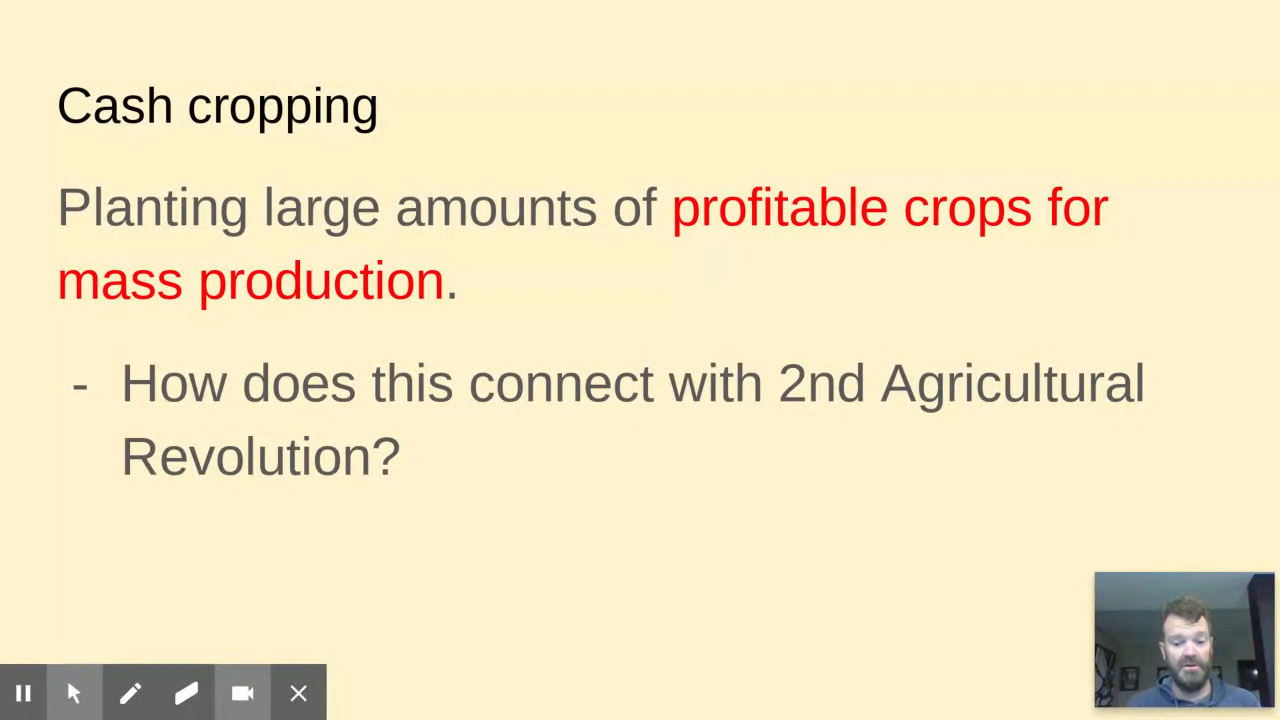 Cash cropping
Planting large amounts of profitable crops for
mass production.
- How does this connect with 2nd Agricultural
Revolution?